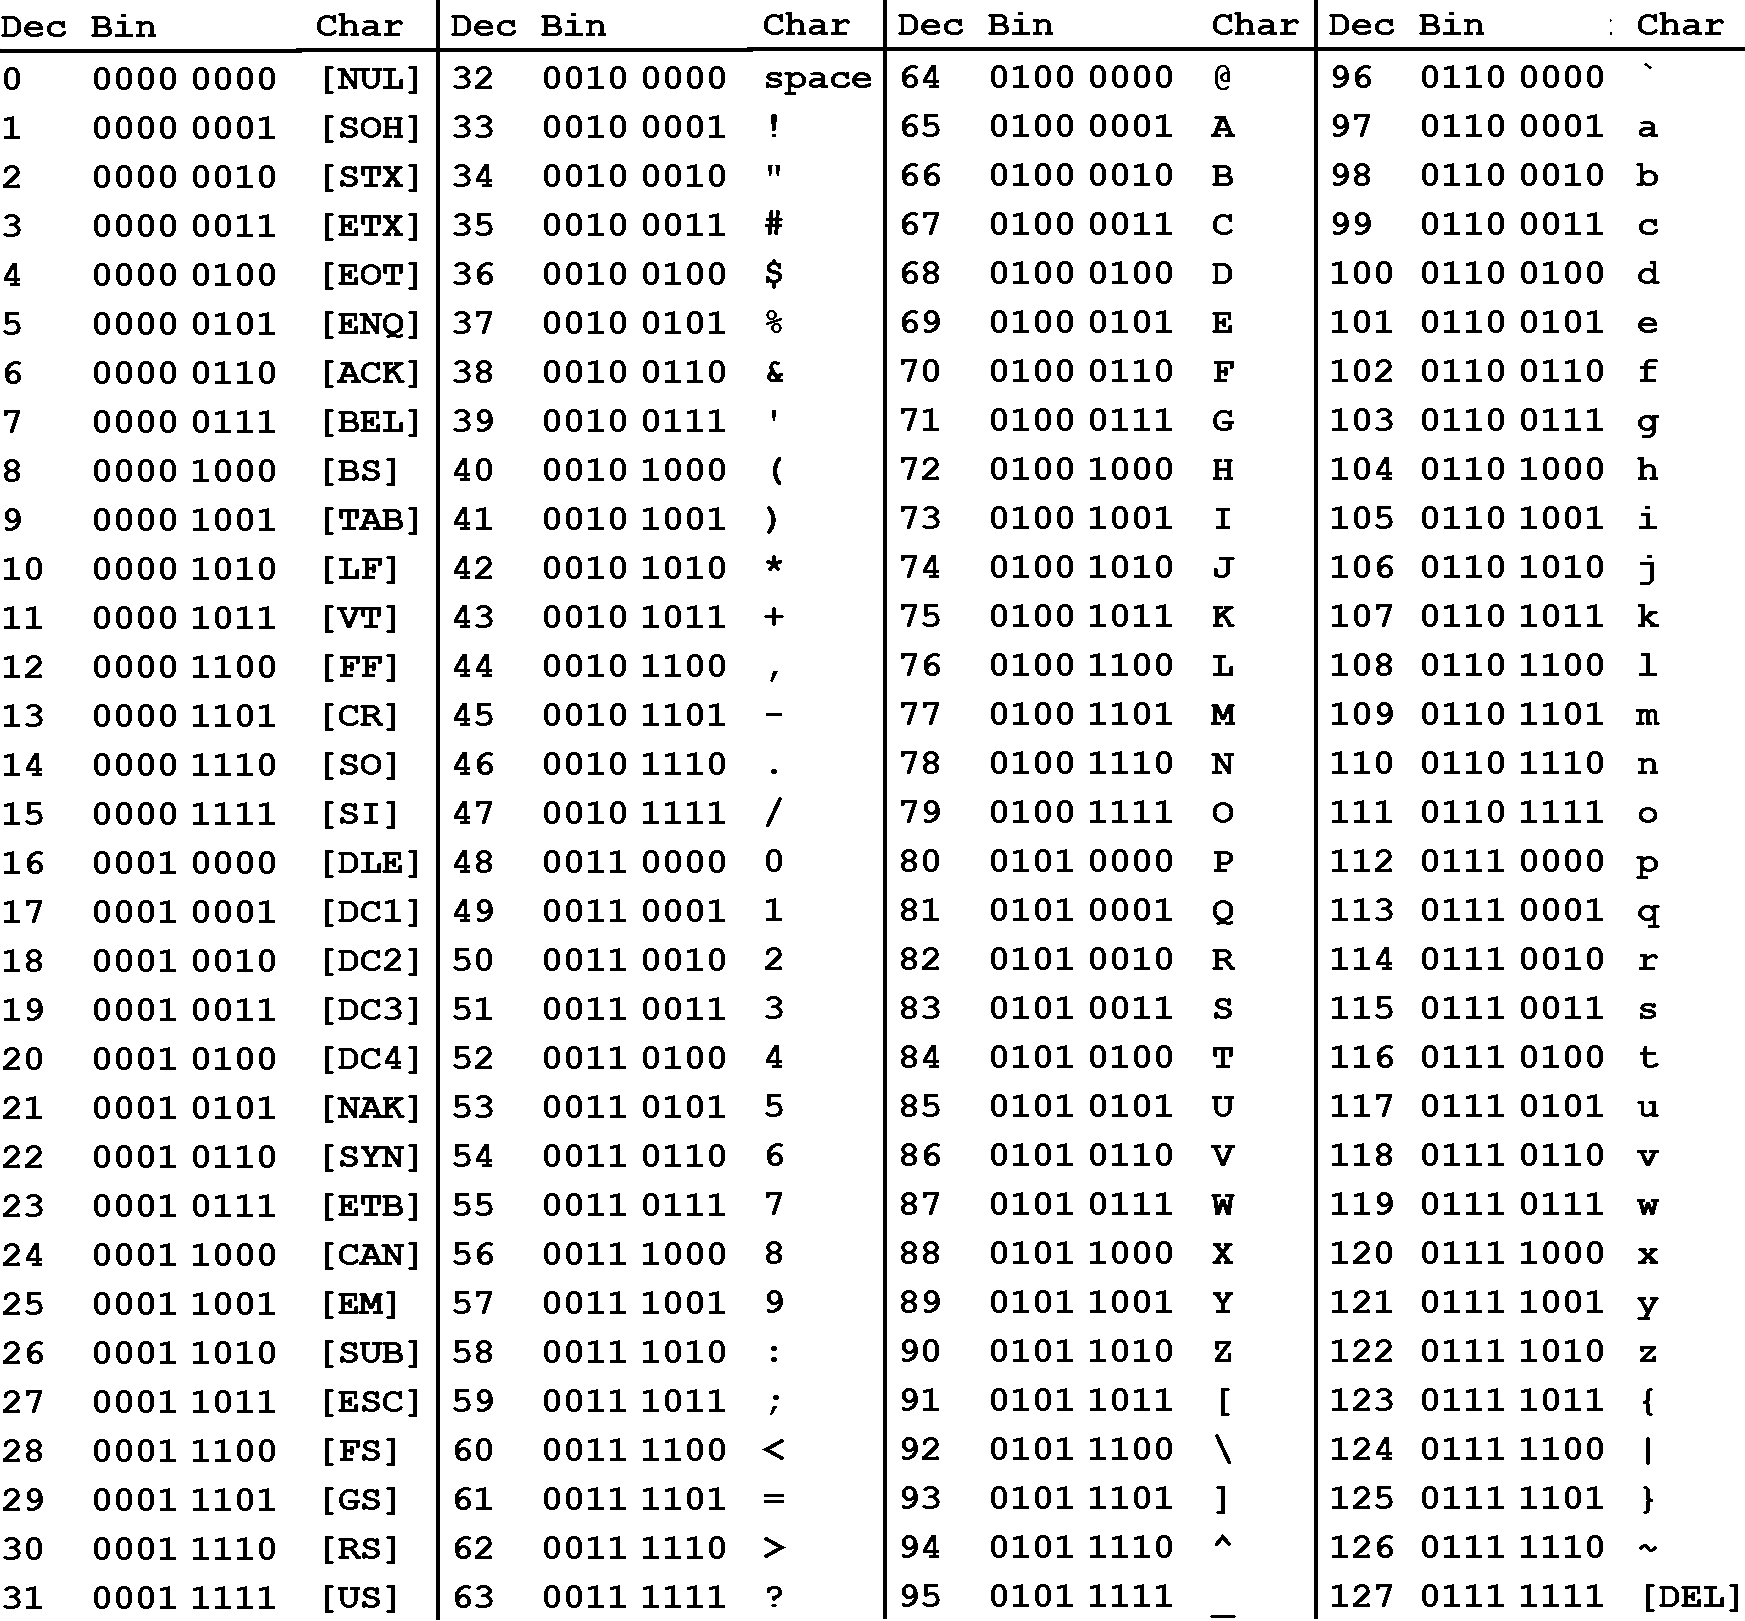 Dec Bin Char Dec Bin Char Dec Bin Char Dec Bin : Char
0 0000 0000 [NUL] 32 0010 0000 space 64 0100 0000 @ 96 0110 0000 `
1 0000 0001 [SOH] 33 0010 0001 ! 65 0100 0001 A 97 0110 0001 a
2 0000 0010 [STX] 34 0010 0010 " 66 0100 0010 B 98 0110 0010 b
3 0000 0011 [ETX] 35 0010 0011 # 67 0100 0011 C 99 0110 0011 c
4 0000 0100 [EOT] 36 0010 0100 $ 68 0100 0100 D 100 0110 0100 d
5 0000 0101 [ENQ] 37 0010 0101 % 69 0100 0101 E 101 0110 0101 e
6 0000 0110 [ACK] 38 0010 0110 & 70 0100 0110 F 102 0110 0110 f
7 0000 0111 [BEL] 39 0010 0111 ' 71 0100 0111 G 103 0110 0111 g
8 0000 1000 [BS] 40 0010 1000 ( 72 0100 1000 H 104 0110 1000 h
9 0000 1001 [TAB] 41 0010 1001 ) 73 0100 1001 I 105 0110 1001 i
10 0000 1010 [LF] 42 0010 1010 * 74 0100 1010 J 106 0110 1010 j
11 0000 1011 [VT] 43 0010 1011 + 75 0100 1011 K 107 0110 1011 k
12 0000 1100 [FF] 44 0010 1100 , 76 0100 1100 L 108 0110 1100 l
13 0000 1101 [CR] 45 0010 1101 - 77 0100 1101 M 109 0110 1101 m
14 0000 1110 [SO] 46 0010 1110 . 78 0100 1110 N 110 0110 1110 n
15 0000 1111 [SI] 47 0010 1111 / 79 0100 1111 O 111 0110 1111 o
16 0001 0000 [DLE] 48 0011 0000 0 80 0101 0000 P 112 0111 0000 p
17 0001 0001 [DC1] 49 0011 0001 1 81 0101 0001 Q 113 0111 0001 q
18 0001 0010 [DC2] 50 0011 0010 2 82 0101 0010 R 114 0111 0010 r
19 0001 0011 [DC3] 51 0011 0011 3 83 0101 0011 S 115 0111 0011 s
20 0001 0100 [DC4] 52 0011 0100 4 84 0101 0100 T 116 0111 0100 t
21 0001 0101 [NAK] 53 0011 0101 5 85 0101 0101 U 117 0111 0101 u
22 0001 0110 [SYN] 54 0011 0110 6 86 0101 0110 V 118 0111 0110 v
23 0001 0111 [ETB] 55 0011 0111 7 87 0101 0111 W 119 0111 0111 w
24 0001 1000 [CAN] 56 0011 1000 8 88 0101 1000 X 120 0111 1000 x
25 0001 1001 [EM] 57 0011 1001 9 89 0101 1001 Y 121 0111 1001 y
26 0001 1010 [SUB] 58 0011 1010 : 90 0101 1010 Z 122 0111 1010 z
27 0001 1011 [ESC] 59 0011 1011 ; 91 0101 1011 [ 123 0111 1011 {
28 0001 1100 [FS] 60 0011 1100 < 92 0101 1100 \ 124 0111 1100 |
29 0001 1101 [GS] 61 0011 1101 = 93 0101 1101 ] 125 0111 1101 }
30 0001 1110 [RS] 62 0011 1110 > 94 0101 1110 ^ 126 0111 1110 ~
31 0001 1111 [US] 63 0011 1111 ? 95 0101 1111 _ 127 0111 1111 [DEL]